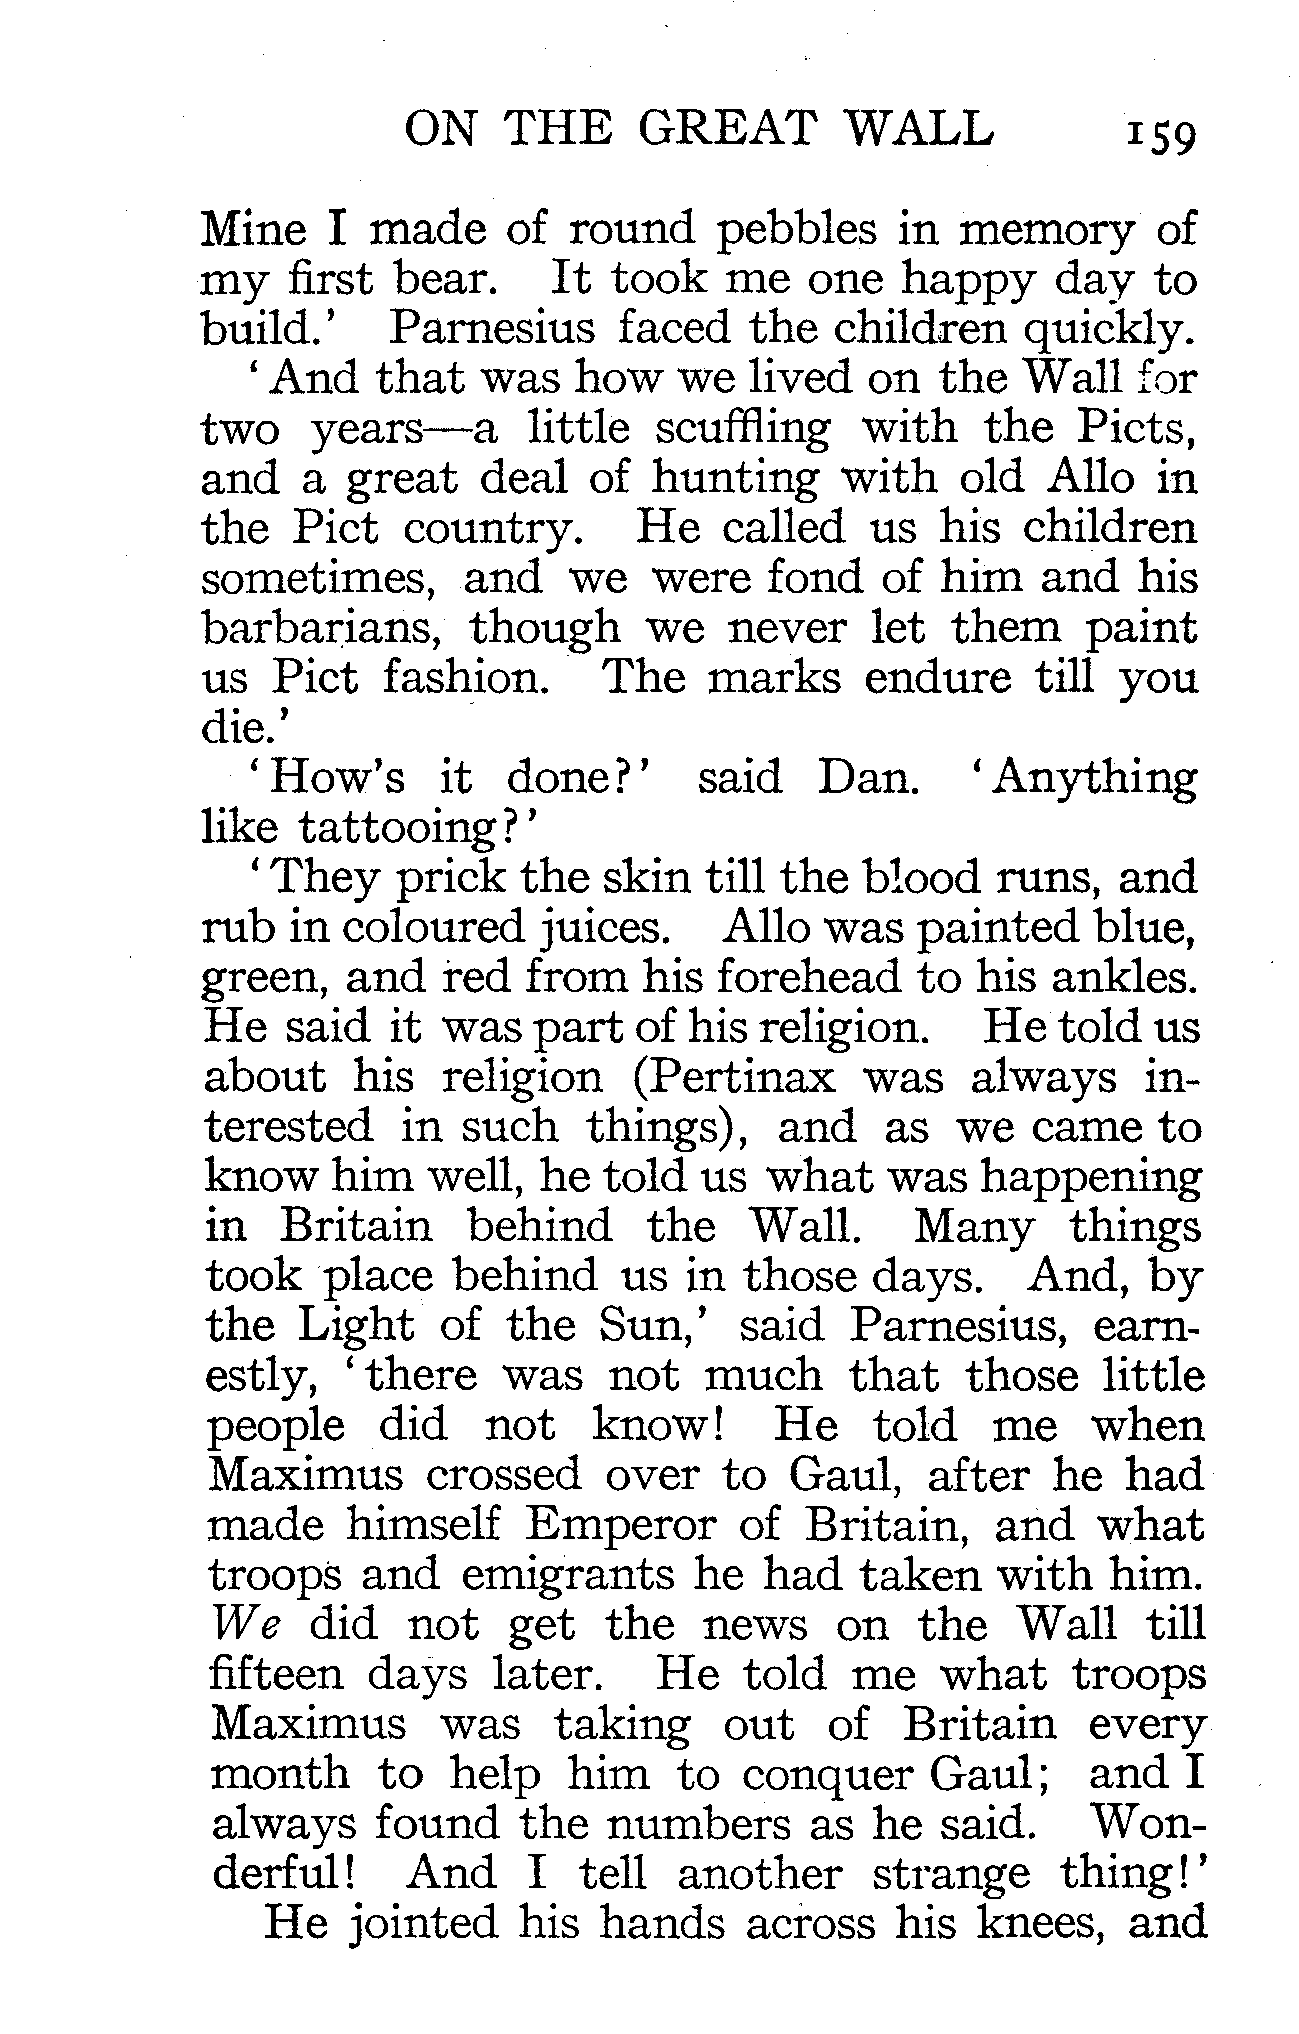 ON THE GREAT WALL 159
Mine I made of round pebbles in memory of
my first bear. It took me one happy day to
build.' Parnesius faced the children quickly.
'And that was how we lived on the Wall for
two years—a little scuffling with the Picts,
and a great deal of hunting with old Allo in
the Pict country. He called us his children
sometimes, and we were fond of him and his
barbarians, though we never let them paint
us Pict fashion. The marks endure till you
die.'
'How's it done?' said Dan. 'Anything
like tattooing?'
'They prick the skin till the blood runs, and
rub in coloured juices. Allo was painted blue,
green, and red from his forehead to his ankles.
He said it was part of his religion. He told us
about his religion (Pertinax was always in-
terested in such things), and as we came to
know him well, he told us what was happening
in Britain behind the Wall. Many things
took place behind us in those days. And, by
the Light of the Sun,' said Parnesius, earn-
estly, 'there was not much that those little
people did not know! He told me when
Maximus crossed over to Gaul, after he had
made himself Emperor of Britain, and what
troops and emigrants he had taken with him.
We did not get the news on the Wall till
fifteen days later. He told me what troops
Maximus was taking out of Britain every
month to help him to conquer Gaul; and I
always found the numbers as he said. Won-
derful! And I tell another strange thing!'
He jointed his hands across his knees, and